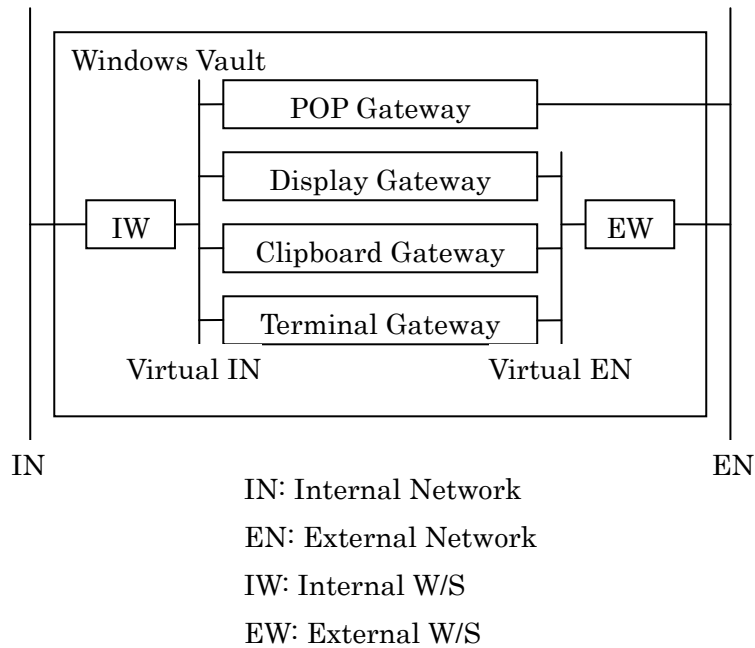 Windows Vault
POP Gateway
Display Gateway
IW
EW
Clipboard Gateway
Terminal Gateway
Virtual IN
Virtual EN
IN
EN
IN: Internal Network
EN: External Network
IW: Internal W/S
EW: External W/S